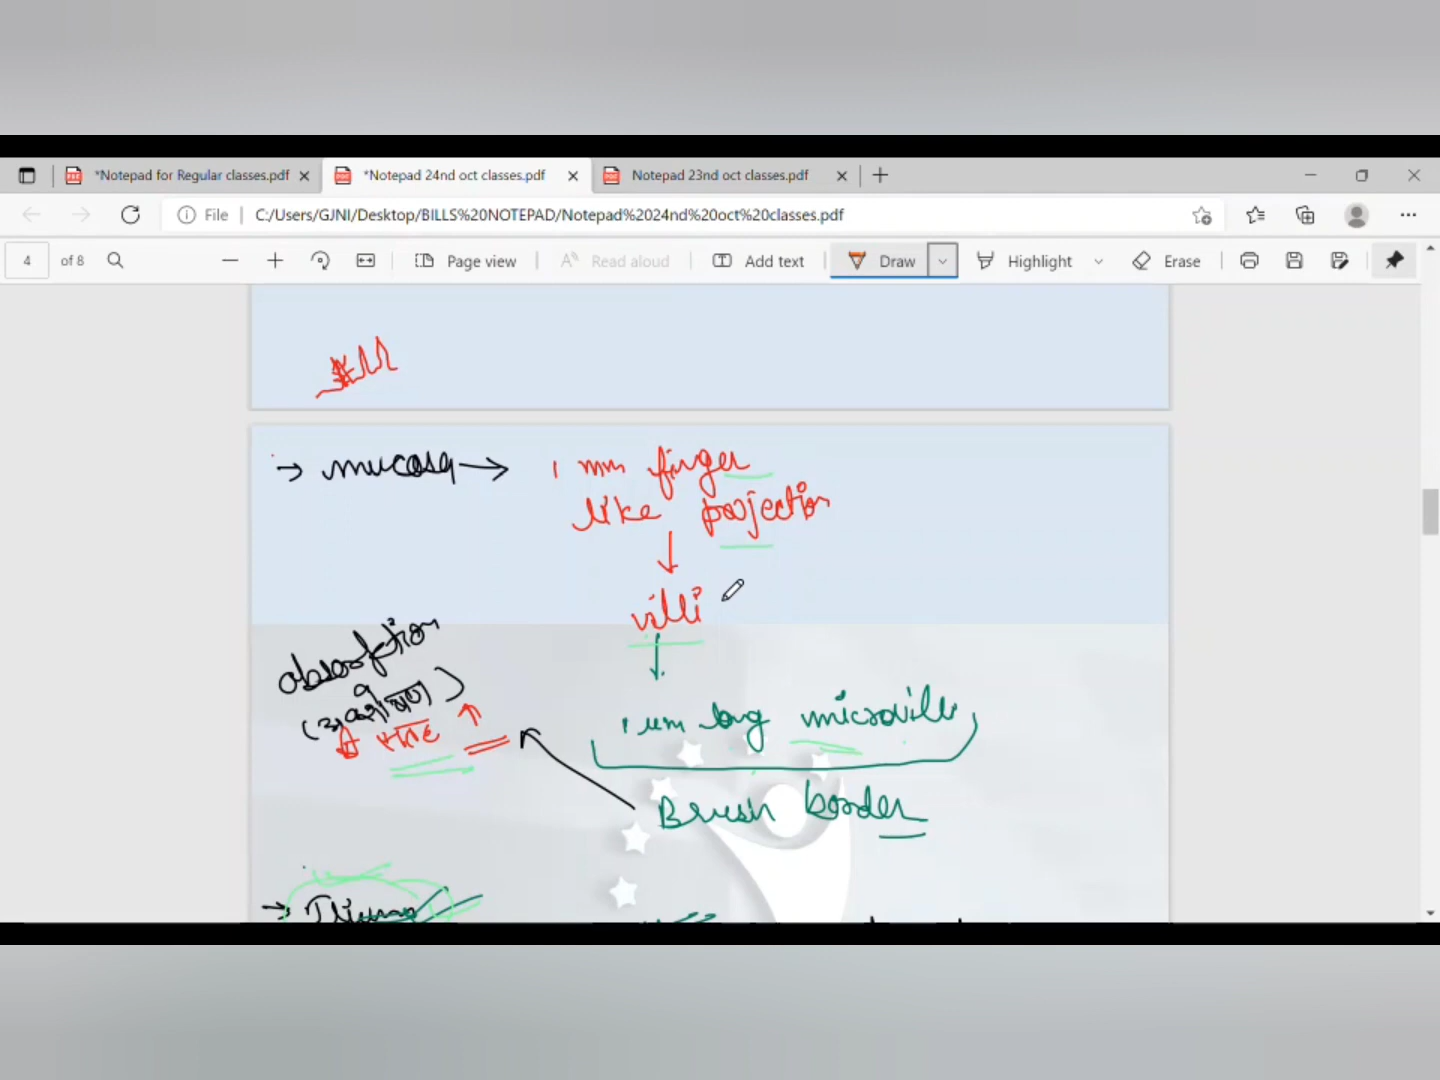 *Notepad for Regular classes.pdf
*Notepad 24nd oct classes.pdf
Notepad 23nd oct classes.pdf
File
C:/Users/GJNI/Desktop/BILLS%20NOTEPAD/Notepad%2024nd%20oct%20classes.pdf
4 of 8
Page view
Read aloud
Add text
Draw
Highlight
Erase
→ mucosa → 1 mm finger
like projection
↓
villi
↓
absorption
1 um long microvilli
Brush border
→ Ilium